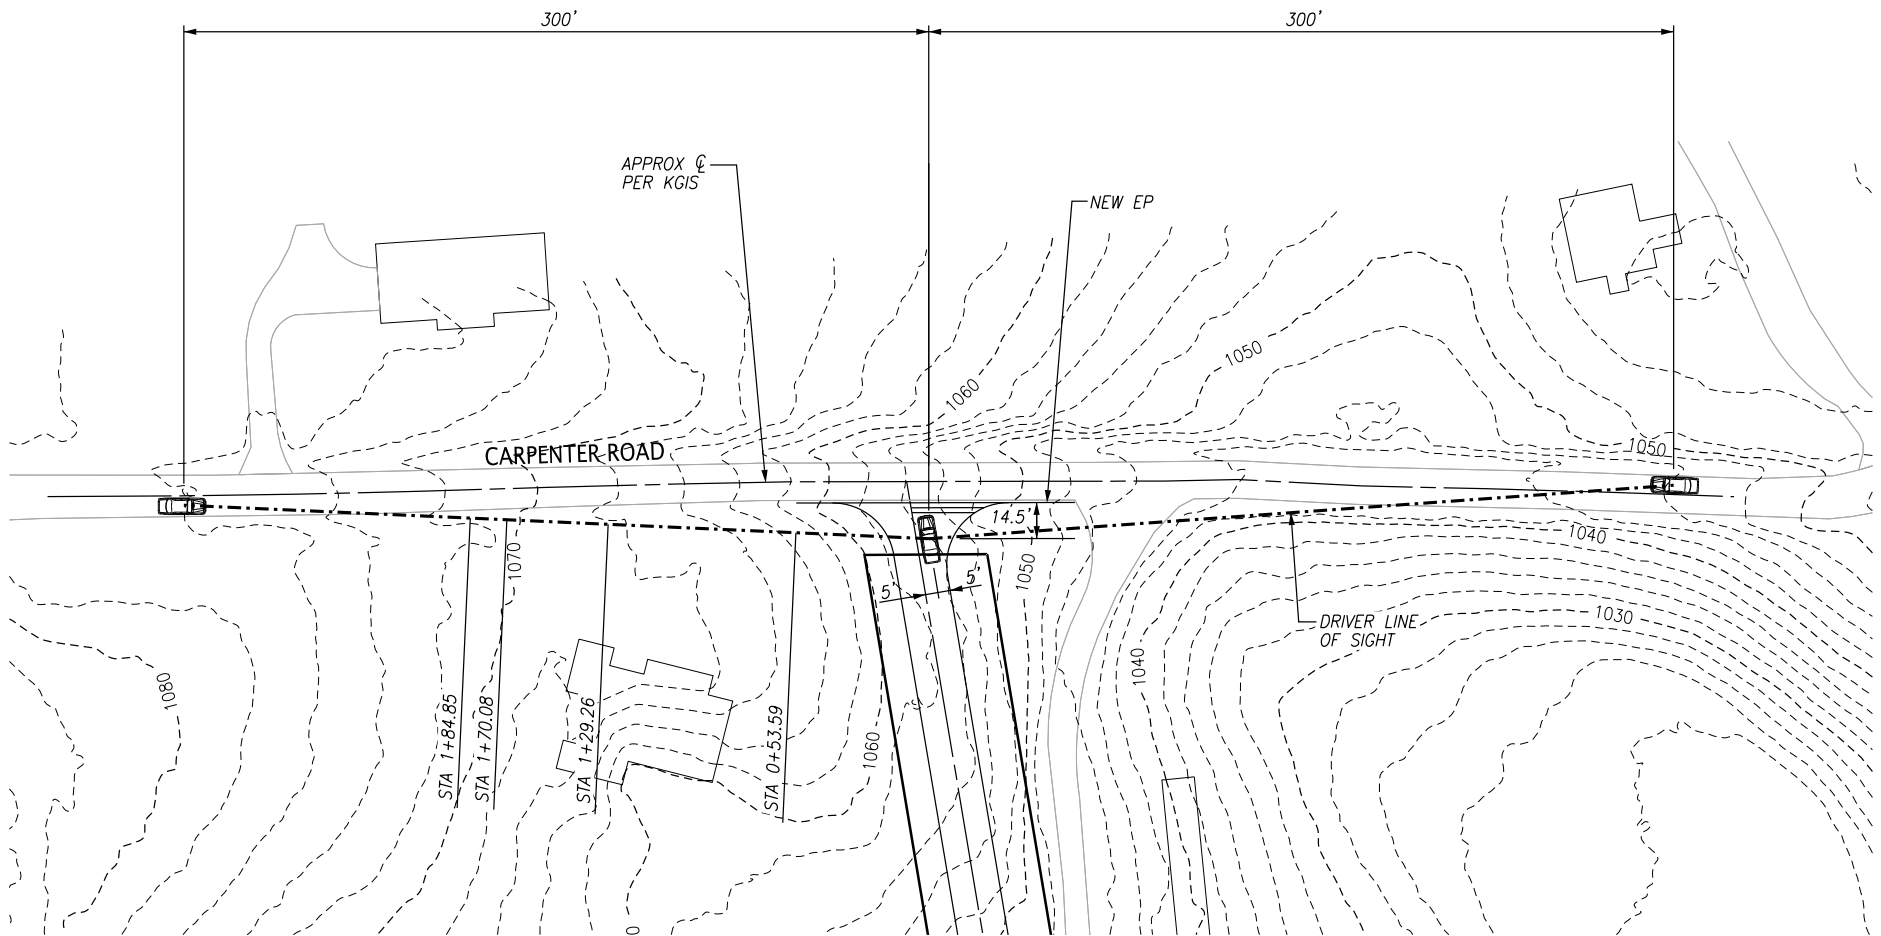 300'
300'
APPROX ℄
PER KGIS
NEW EP
1050
1060
CARPENTER ROAD
1050
14.5'
1040
1070
1050
5'
5'
1030
DRIVER LINE
OF SIGHT
1040
1080
STA 1+84.85
STA 1+70.08
STA 1+29.26
STA 0+53.59
1060